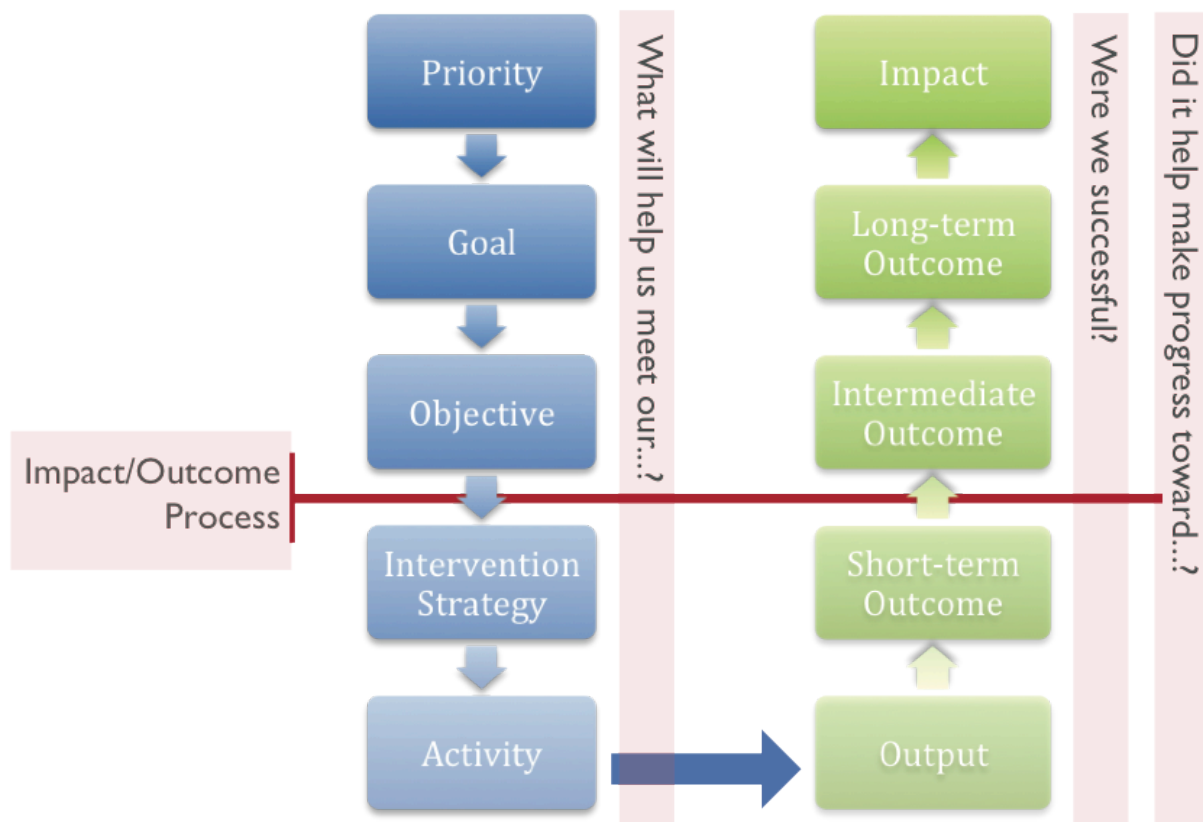 Priority
Goal
Objective
Intervention
Strategy
Activity
What will help us meet our...?
Impact
Long-term
Outcome
Intermediate
Outcome
Short-term
Outcome
Output
Were we successful?
Did it help make progress toward...?
Impact/Outcome
Process